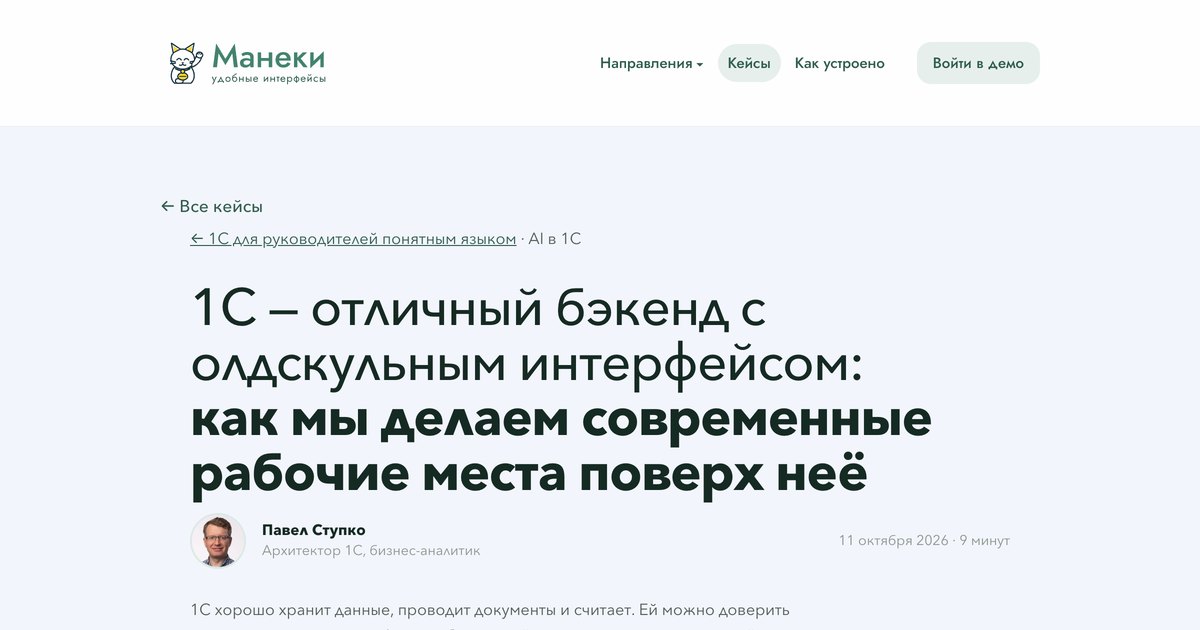 Манеки
удобные интерфейсы
Направления
Кейсы
Как устроено
Войти в демо
← Все кейсы
← 1С для руководителей понятным языком · AI в 1С
1С — отличный бэкенд с
олдскульным интерфейсом:
как мы делаем современные
рабочие места поверх неё
Павел Ступко
Архитектор 1С, бизнес-аналитик
11 октября 2026 · 9 минут
1С хорошо хранит данные, проводит документы и считает. Ей можно доверить